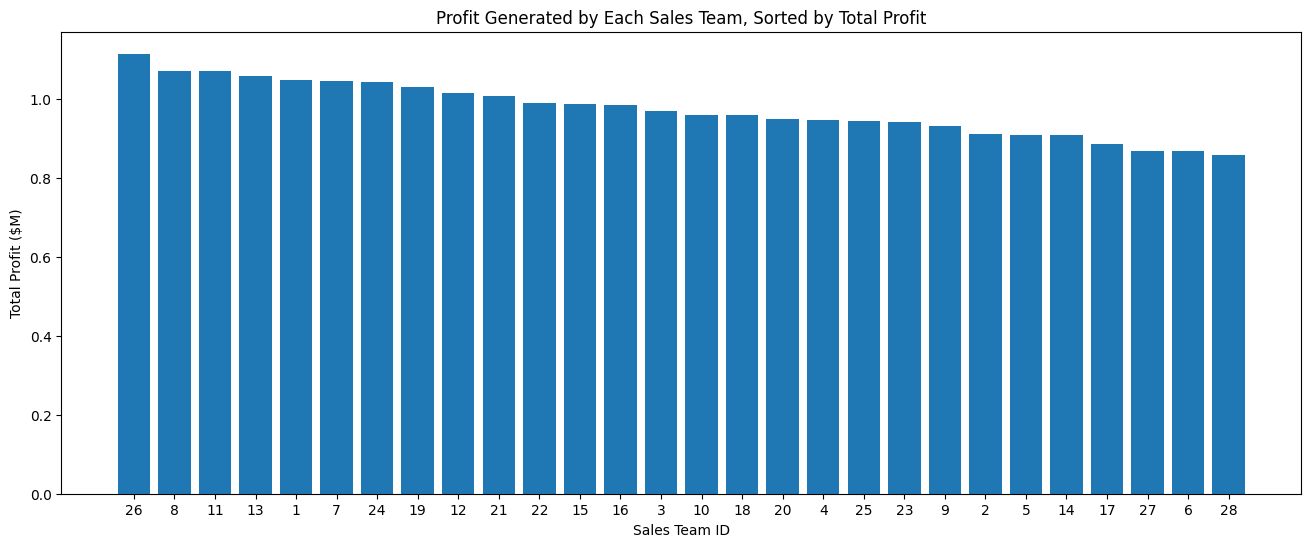 Profit Generated by Each Sales Team, Sorted by Total Profit
Total Profit ($M)
1.0
0.8
0.6
0.4
0.2
0.0
26 8 11 13 1 7 24 19 12 21 22 15 16 3 10 18 20 4 25 23 9 2 5 14 17 27 6 28
Sales Team ID